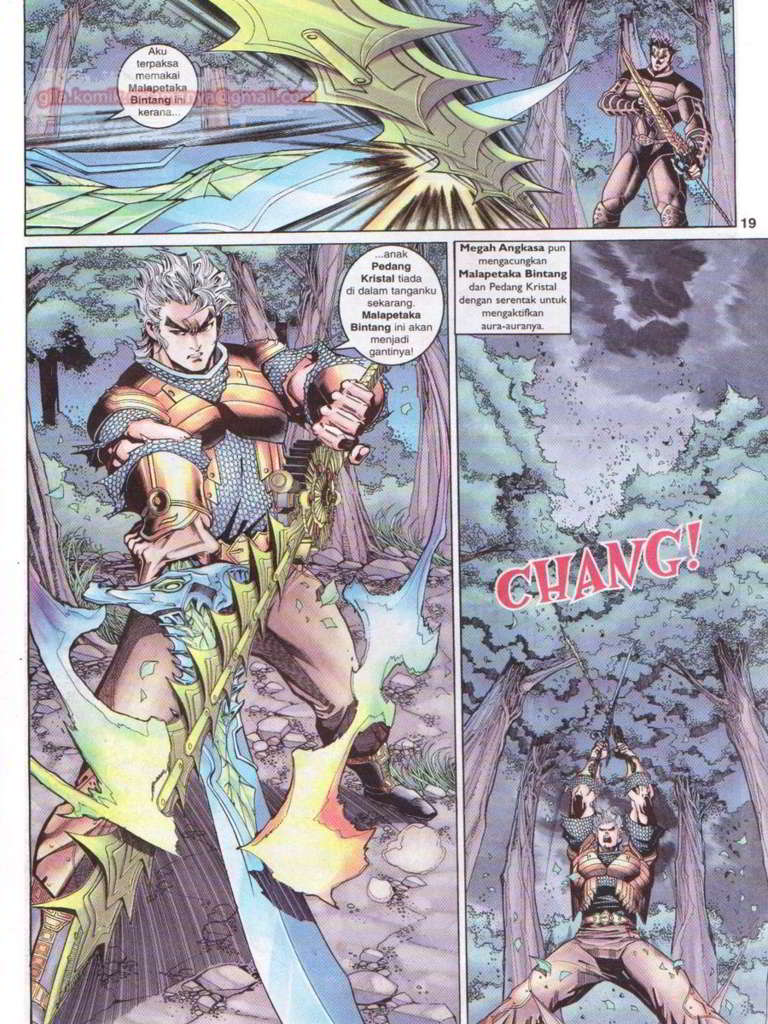 Aku
terpaksa
memakai
Malapetaka
Bintang ini
kerana...
19
...anak
Pedang
Kristal tiada
di dalam tanganku
sekarang.
Malapetaka
Bintang ini akan
menjadi
gantinya!
Megah Angkasa pun
mengacungkan
Malapetaka Bintang
dan Pedang Kristal
dengan serentak untuk
mengaktifkan
aura-auranya.
CHANG!